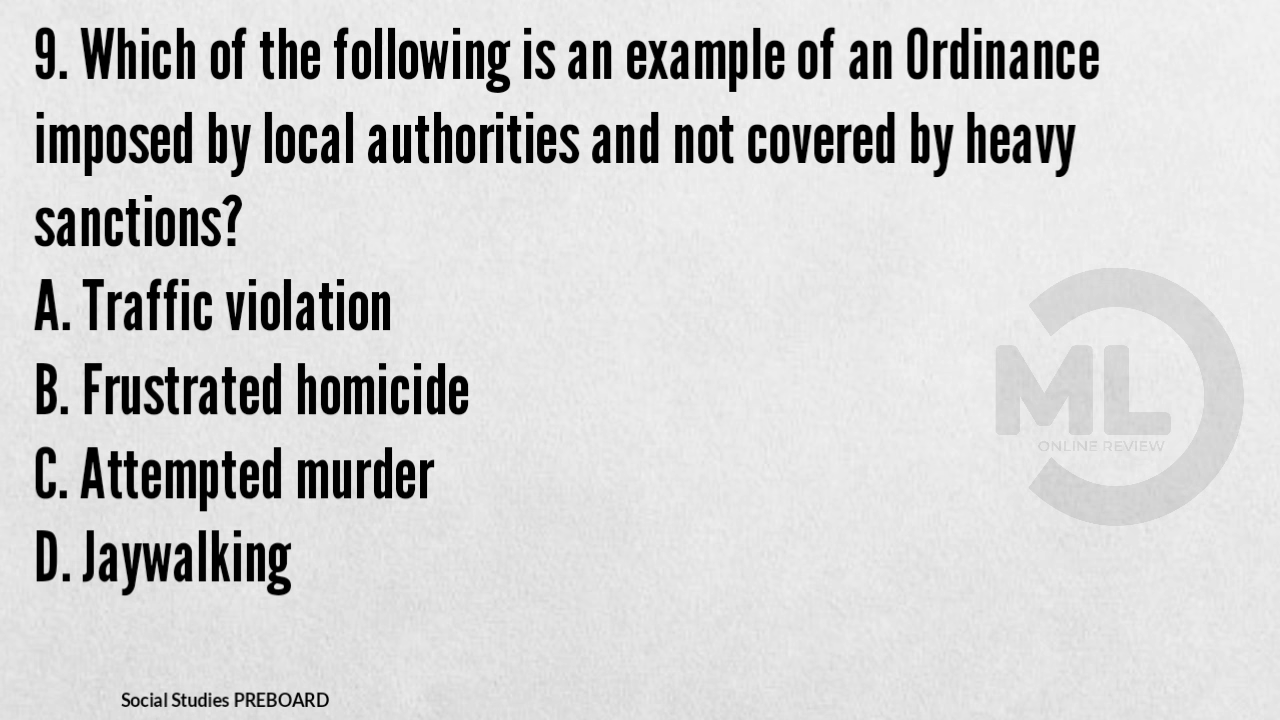 9. Which of the following is an example of an Ordinance
imposed by local authorities and not covered by heavy
sanctions?
A. Traffic violation
B. Frustrated homicide
C. Attempted murder
D. Jaywalking
ML
ONLINE REVIEW
Social Studies PREBOARD